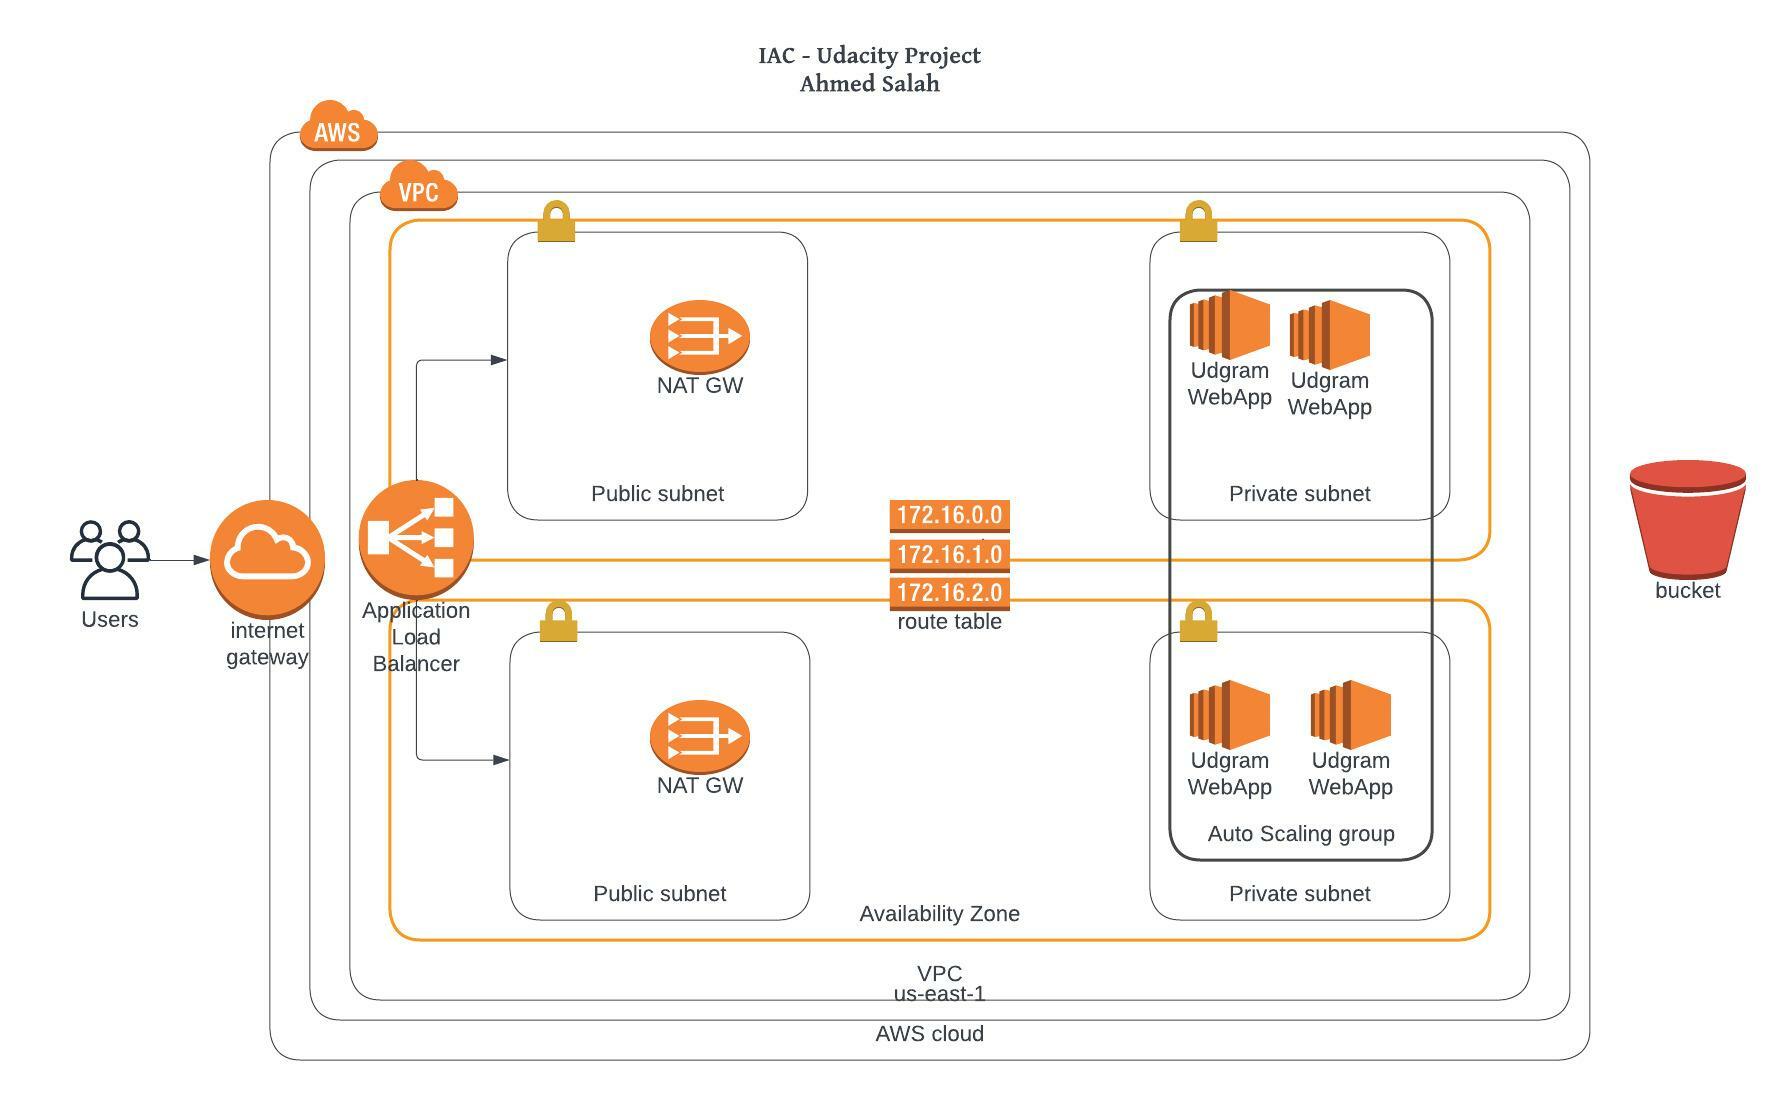 IAC - Udacity Project
Ahmed Salah
AWS
VPC
NAT GW
Public subnet
Udgram
WebApp
Udgram
WebApp
Private subnet
Users
internet
gateway
Application
Load
Balancer
172.16.0.0
172.16.1.0
172.16.2.0
route table
bucket
NAT GW
Public subnet
Udgram
WebApp
Udgram
WebApp
Auto Scaling group
Private subnet
Availability Zone
VPC
us-east-1
AWS cloud